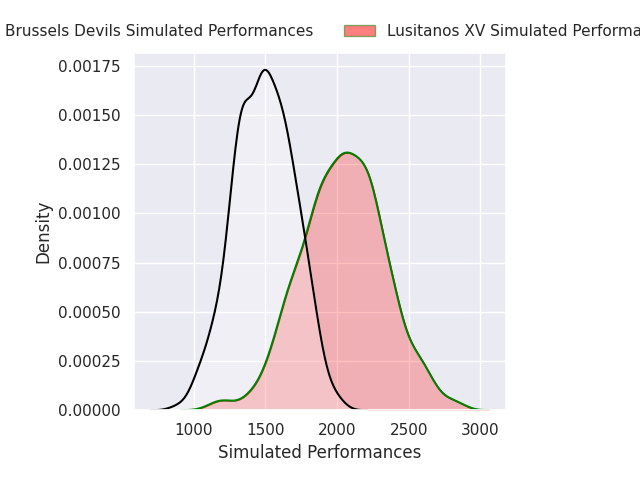 Brussels Devils Simulated Performances
Lusitanos XV Simulated Performa
0.00175
0.00150
0.00125
0.00100
0.00075
0.00050
0.00025
0.00000
Density
1000 1500 2000 2500 3000
Simulated Performances